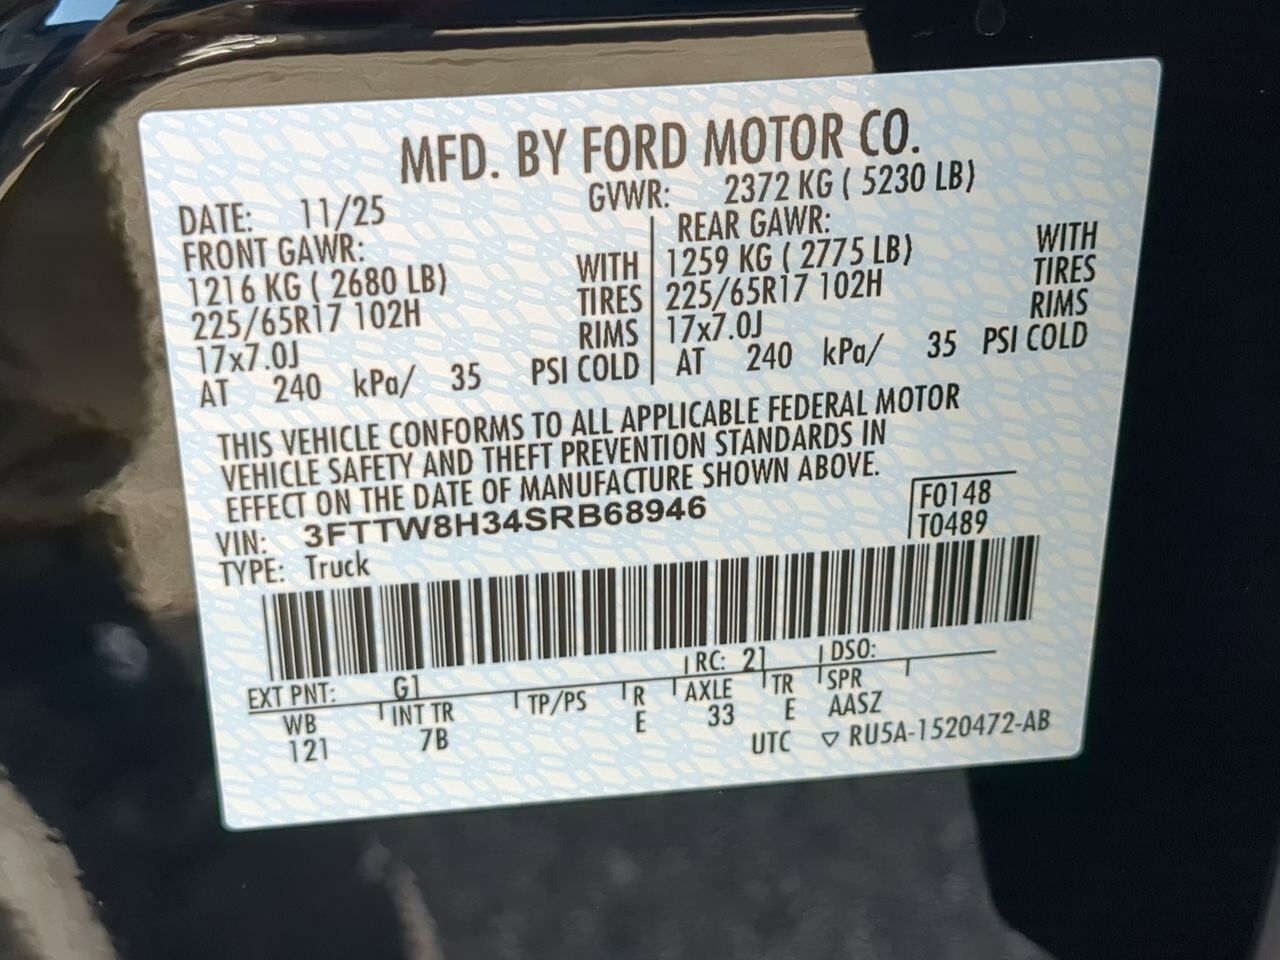 MFD. BY FORD MOTOR CO.
DATE: 11/25 GVWR: 2372 KG ( 5230 LB)
FRONT GAWR: REAR GAWR:
1216 KG ( 2680 LB) WITH 1259 KG ( 2775 LB) WITH
225/65R17 102H TIRES 225/65R17 102H TIRES
17x7.0J RIMS 17x7.0J RIMS
AT 240 kPa/ 35 PSI COLD AT 240 kPa/ 35 PSI COLD
THIS VEHICLE CONFORMS TO ALL APPLICABLE FEDERAL MOTOR
VEHICLE SAFETY AND THEFT PREVENTION STANDARDS IN
EFFECT ON THE DATE OF MANUFACTURE SHOWN ABOVE.
VIN: 3FTTW8H34SRB68946 F0148
TYPE: Truck T0489
EXT PNT: G1 RC: 21 DSO:
WB INT TR TP/PS R AXLE TR SPR
121 7B E 33 E AASZ
UTC ▽ RU5A-1520472-AB